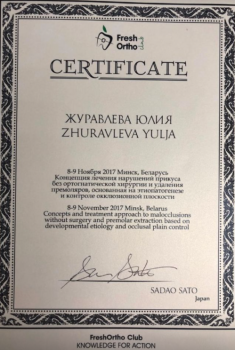 Fresh
Ortho
CERTIFICATE
ЖУРАВЛЕВА ЮЛИЯ
ZHURAVLEVA YULJA
8-9 Ноября 2017 Минск, Беларусь
Концепция лечения нарушений прикуса
без ортогнатической хирургии и удаления
премоляров, основанная на этиопатогенезе
и контроле окклюзионной плоскости
8-9 November 2017 Minsk, Belarus
Concepts and treatment approach to malocclusions
without surgery and premolar extraction based on
developmental etiology and occlusal plain control
SADAO SATO
Japan
FreshOrtho Club
KNOWLEDGE FOR ACTION